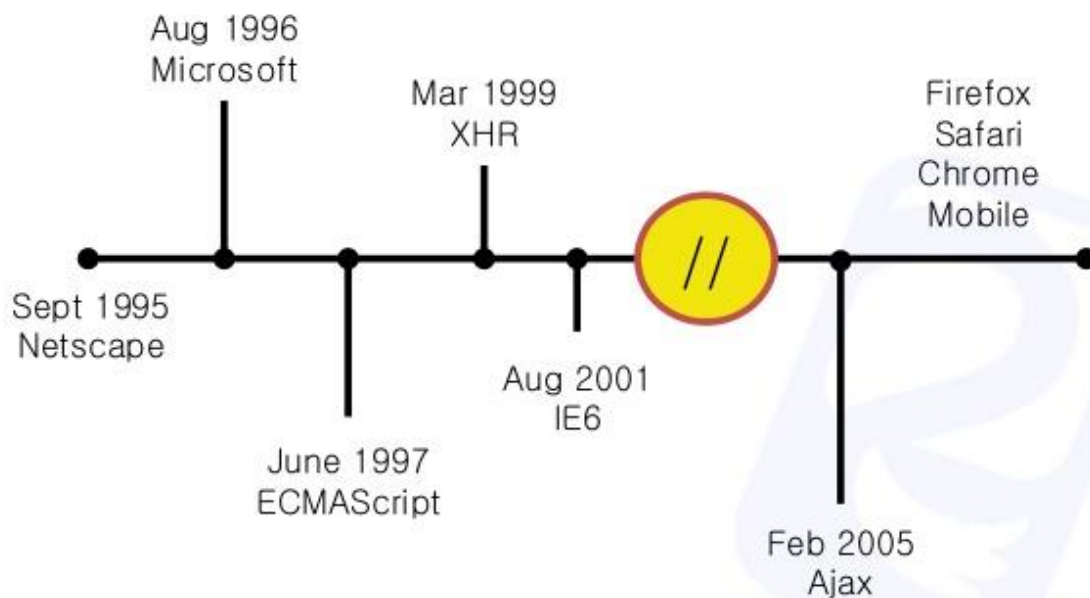 Aug 1996
Microsoft
Mar 1999
XHR
Firefox
Safari
Chrome
Mobile
//
Sept 1995
Netscape
Aug 2001
IE6
June 1997
ECMAScript
Feb 2005
Ajax